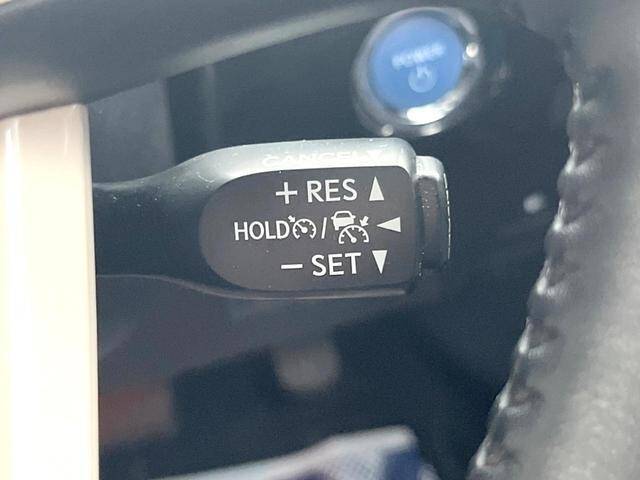 POWER
CANCEL
+ RES ▲
HOLD / ◀
− SET ▼